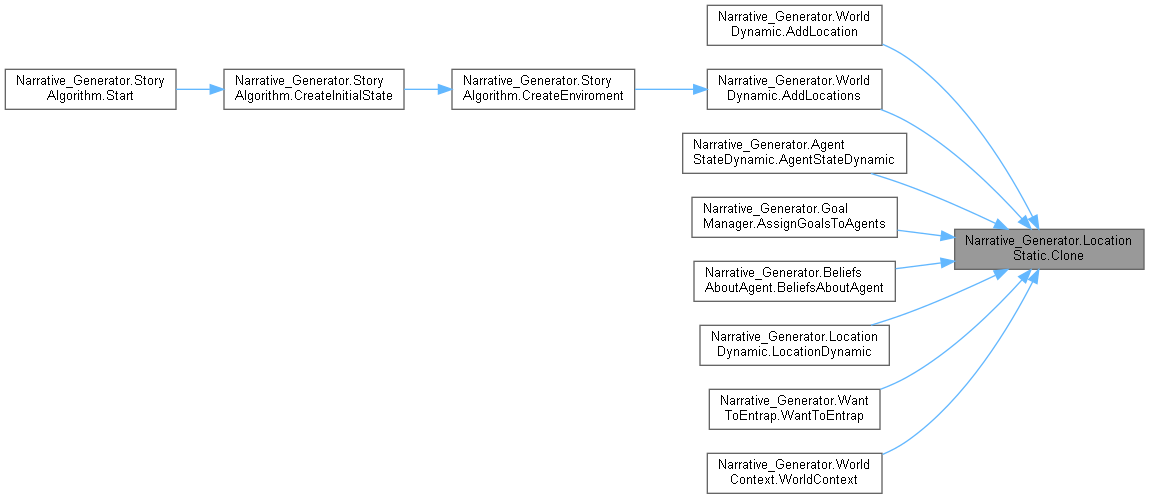 Narrative_Generator.World
Dynamic.AddLocation
Narrative_Generator.Story
Algorithm.Start
Narrative_Generator.Story
Algorithm.CreateInitialState
Narrative_Generator.Story
Algorithm.CreateEnviroment
Narrative_Generator.World
Dynamic.AddLocations
Narrative_Generator.Agent
StateDynamic.AgentStateDynamic
Narrative_Generator.Goal
Manager.AssignGoalsToAgents
Narrative_Generator.Location
Static.Clone
Narrative_Generator.Beliefs
AboutAgent.BeliefsAboutAgent
Narrative_Generator.Location
Dynamic.LocationDynamic
Narrative_Generator.Want
ToEntrap.WantToEntrap
Narrative_Generator.World
Context.WorldContext